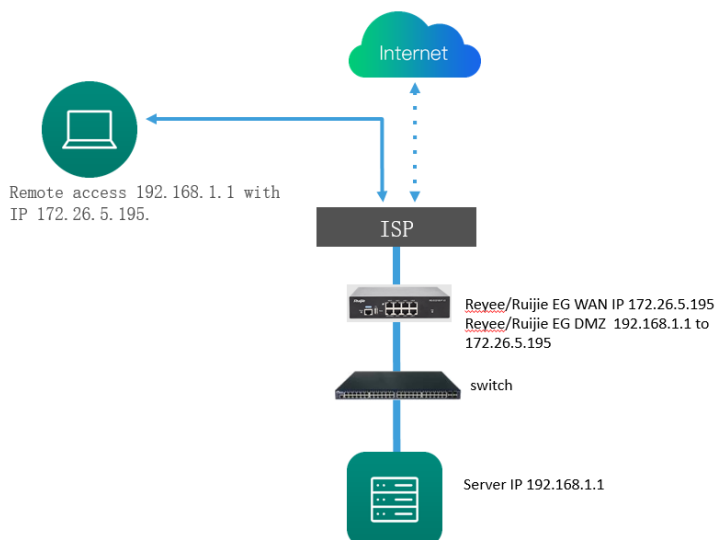 Internet
Remote access 192.168.1.1 with
IP 172.26.5.195.
ISP
Reyee/Ruijie EG WAN IP 172.26.5.195
Reyee/Ruijie EG DMZ 192.168.1.1 to
172.26.5.195
switch
Server IP 192.168.1.1